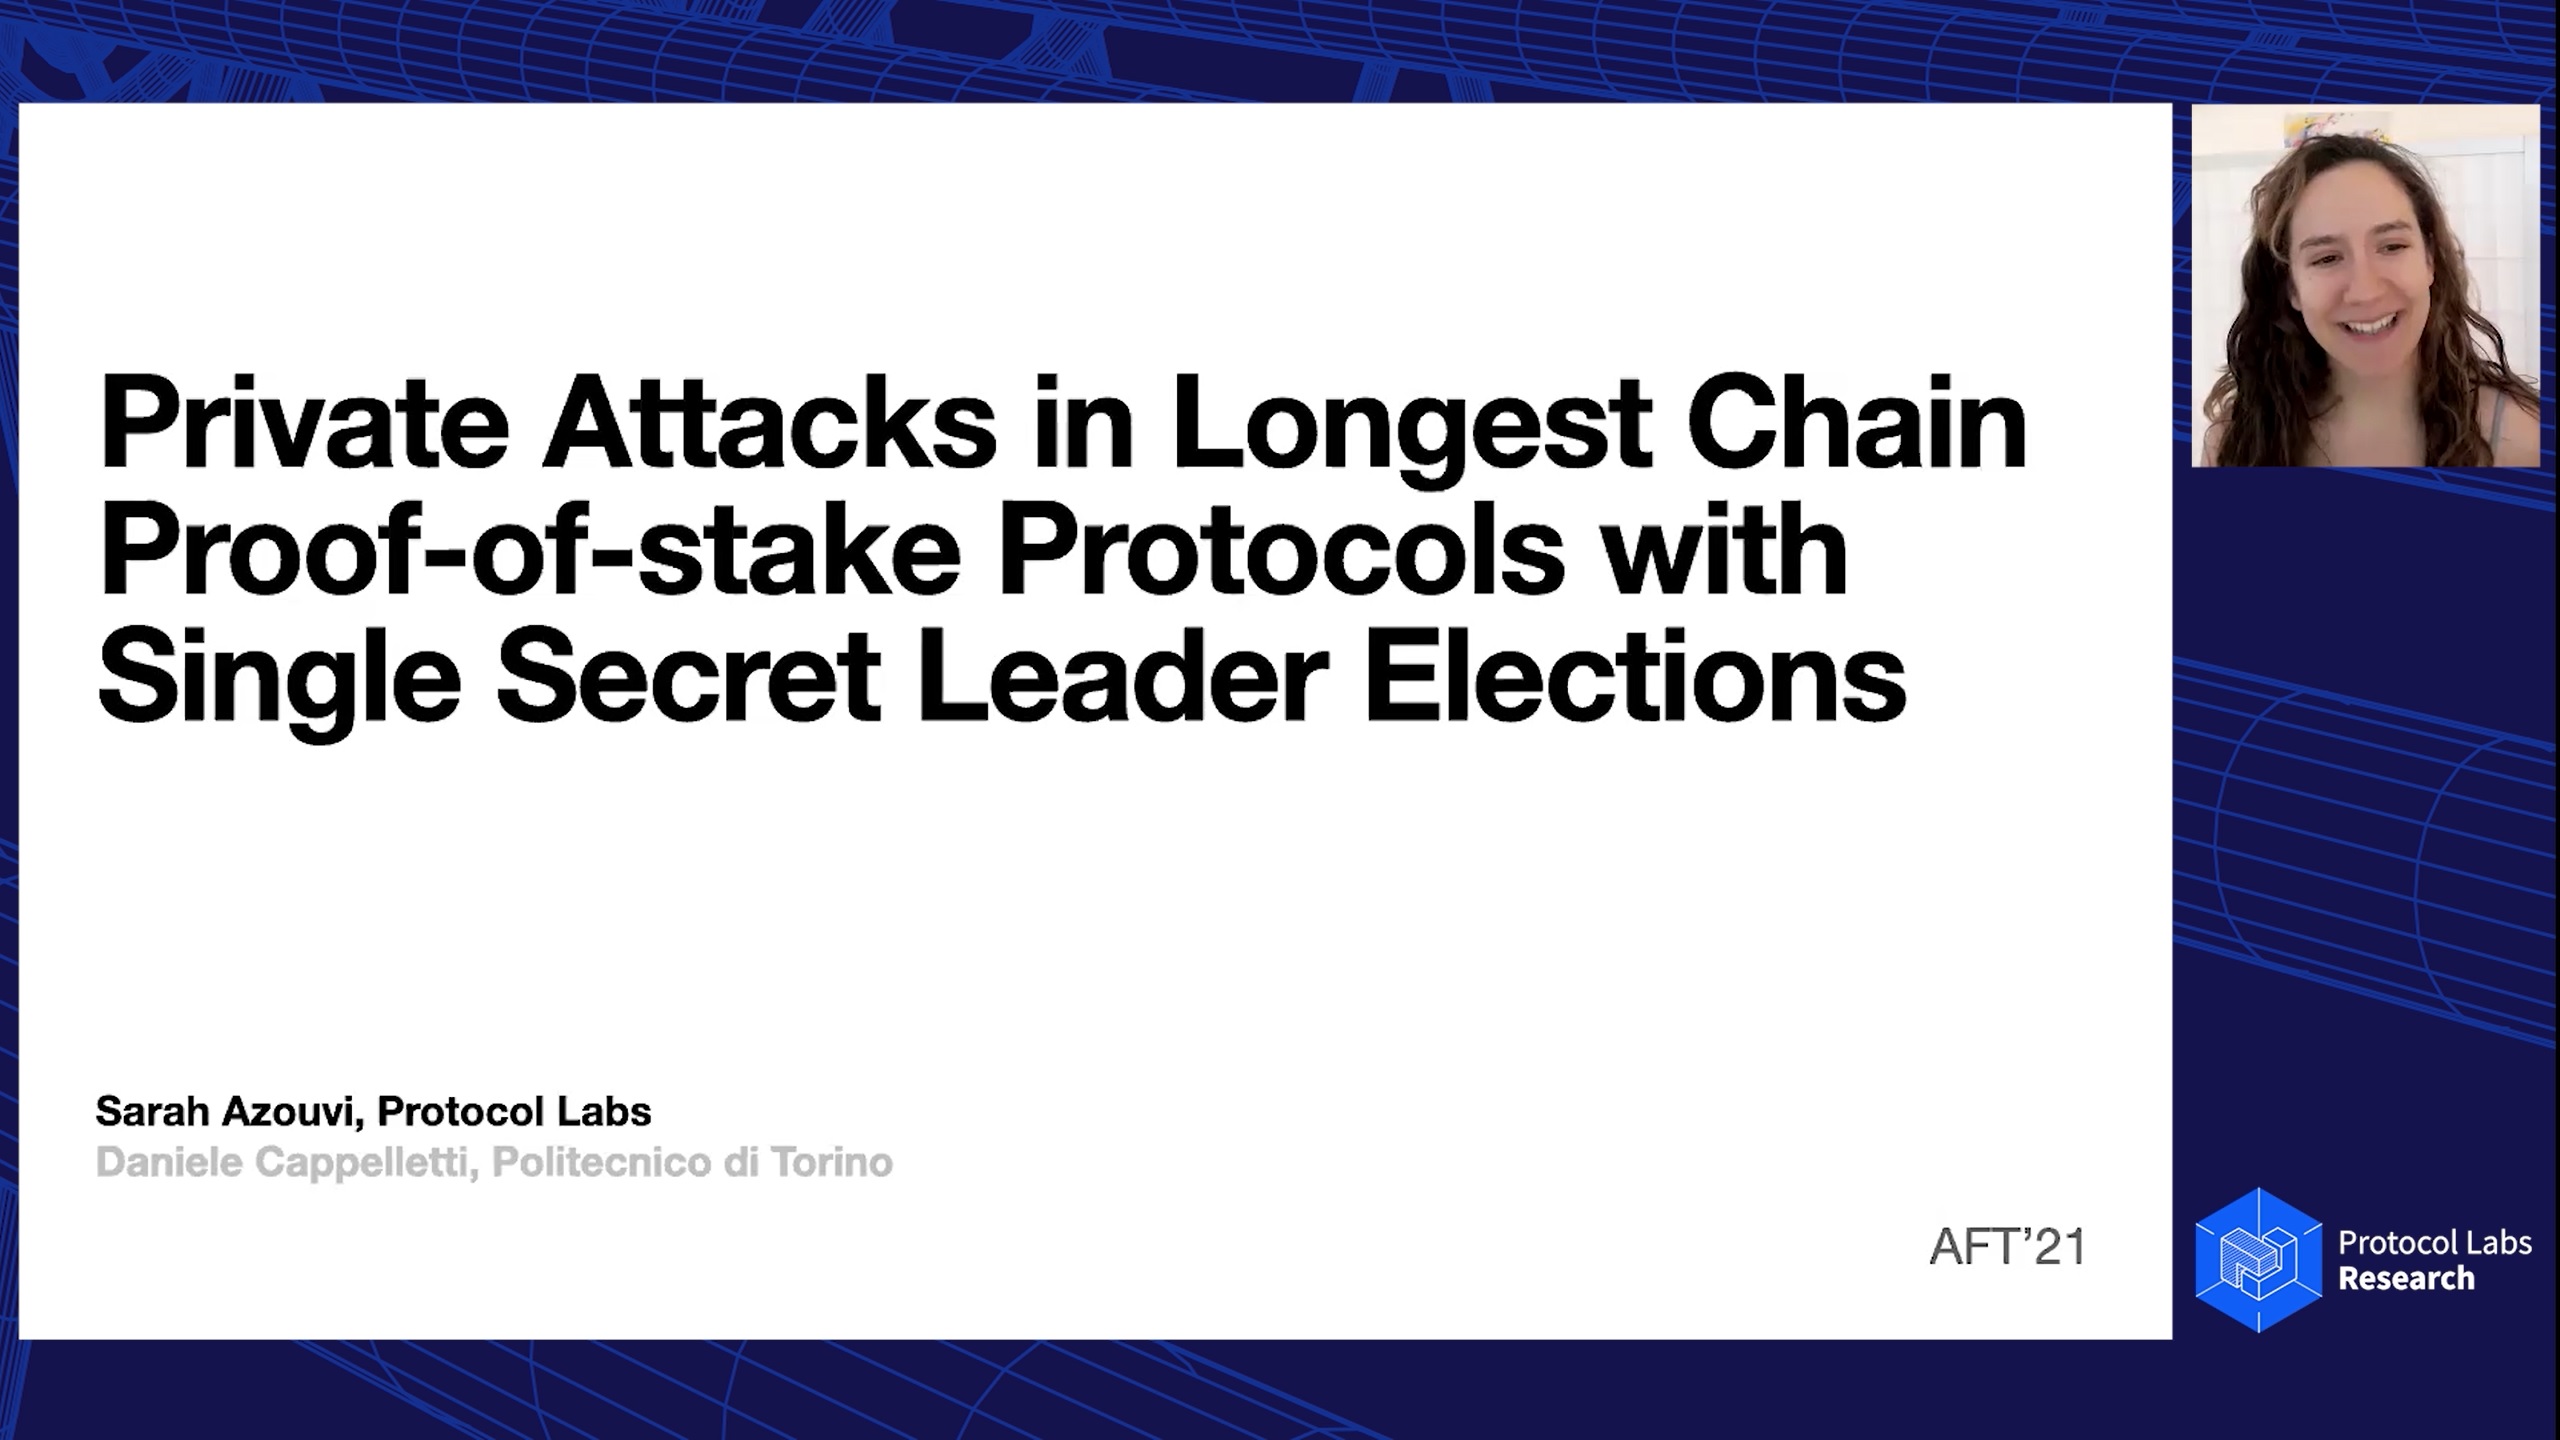 Private Attacks in Longest Chain
Proof-of-stake Protocols with
Single Secret Leader Elections
Sarah Azouvi, Protocol Labs
Daniele Cappelletti, Politecnico di Torino
AFT’21
Protocol Labs
Research